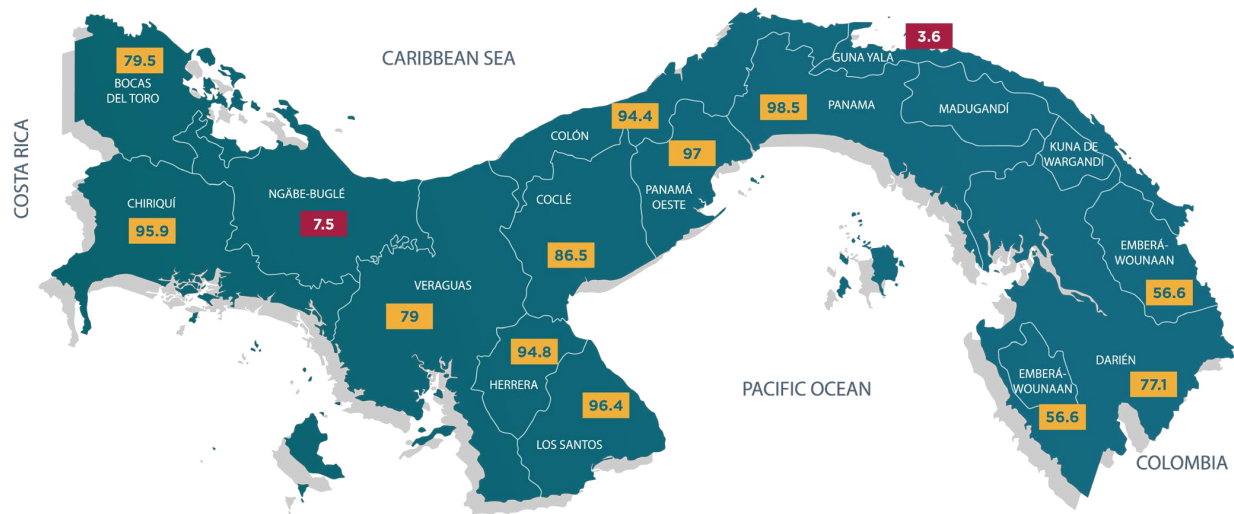 3.6
CARIBBEAN SEA
79.5
BOCAS
DEL TORO
GUNA YALA
98.5
PANAMA
MADUGANDÍ
94.4
COLÓN
97
KUNA DE
WARGANDÍ
COSTA RICA
NGÄBE-BUGLÉ
7.5
CHIRIQUÍ
95.9
COCLÉ
PANAMÁ
OESTE
86.5
EMBERÁ-
WOUNAAN
56.6
VERAGUAS
79
94.8
HERRERA
96.4
LOS SANTOS
PACIFIC OCEAN
EMBERÁ-
WOUNAAN
56.6
DARIÉN
77.1
COLOMBIA